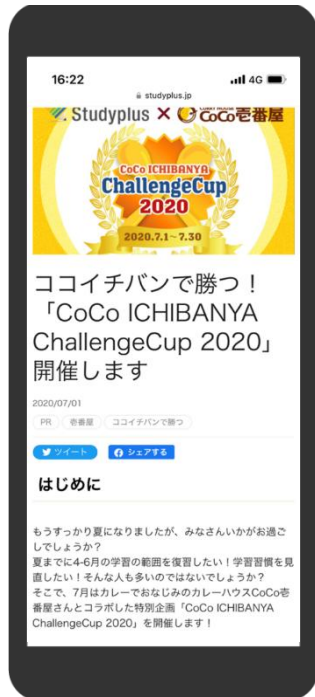 16:22
4G
studyplus.jp
Studyplus × CoCo壱番屋
CoCo ICHIBANYA
ChallengeCup
2020
2020.7.1~7.30
ココイチバンで勝つ！
「CoCo ICHIBANYA
ChallengeCup 2020」
開催します
2020/07/01
PR 壱番屋 ココイチバンで勝つ
ツイート シェアする
はじめに
もうすっかり夏になりましたが、みなさんいかがお過ご
しでしょうか？
夏までに4-6月の学習の範囲を復習したい！学習習慣を見
直したい！そんな人も多いのではないでしょうか？
そこで、7月はカレーでおなじみのカレーハウスCoCo壱
番屋さんとコラボした特別企画「CoCo ICHIBANYA
ChallengeCup 2020」を開催します！